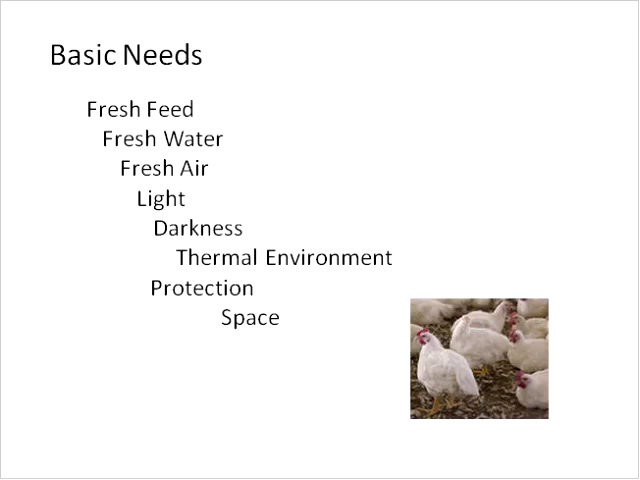 Basic Needs
Fresh Feed
Fresh Water
Fresh Air
Light
Darkness
Thermal Environment
Protection
Space